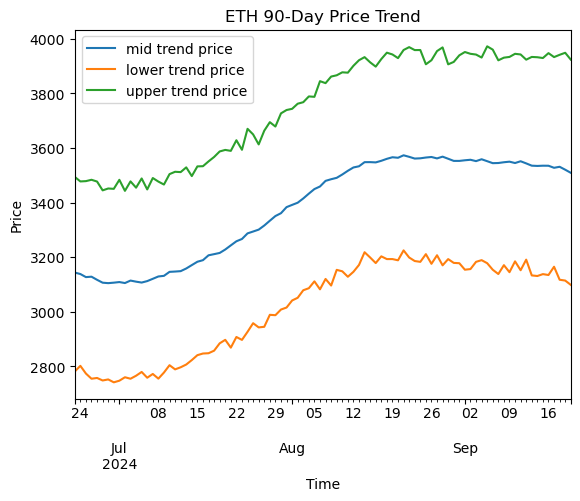 ETH 90-Day Price Trend
mid trend price
lower trend price
upper trend price
4000
3800
3600
3400
3200
3000
2800
Price
24 08 15 22 29 05 12 19 26 02 09 16
Jul Aug Sep
2024
Time